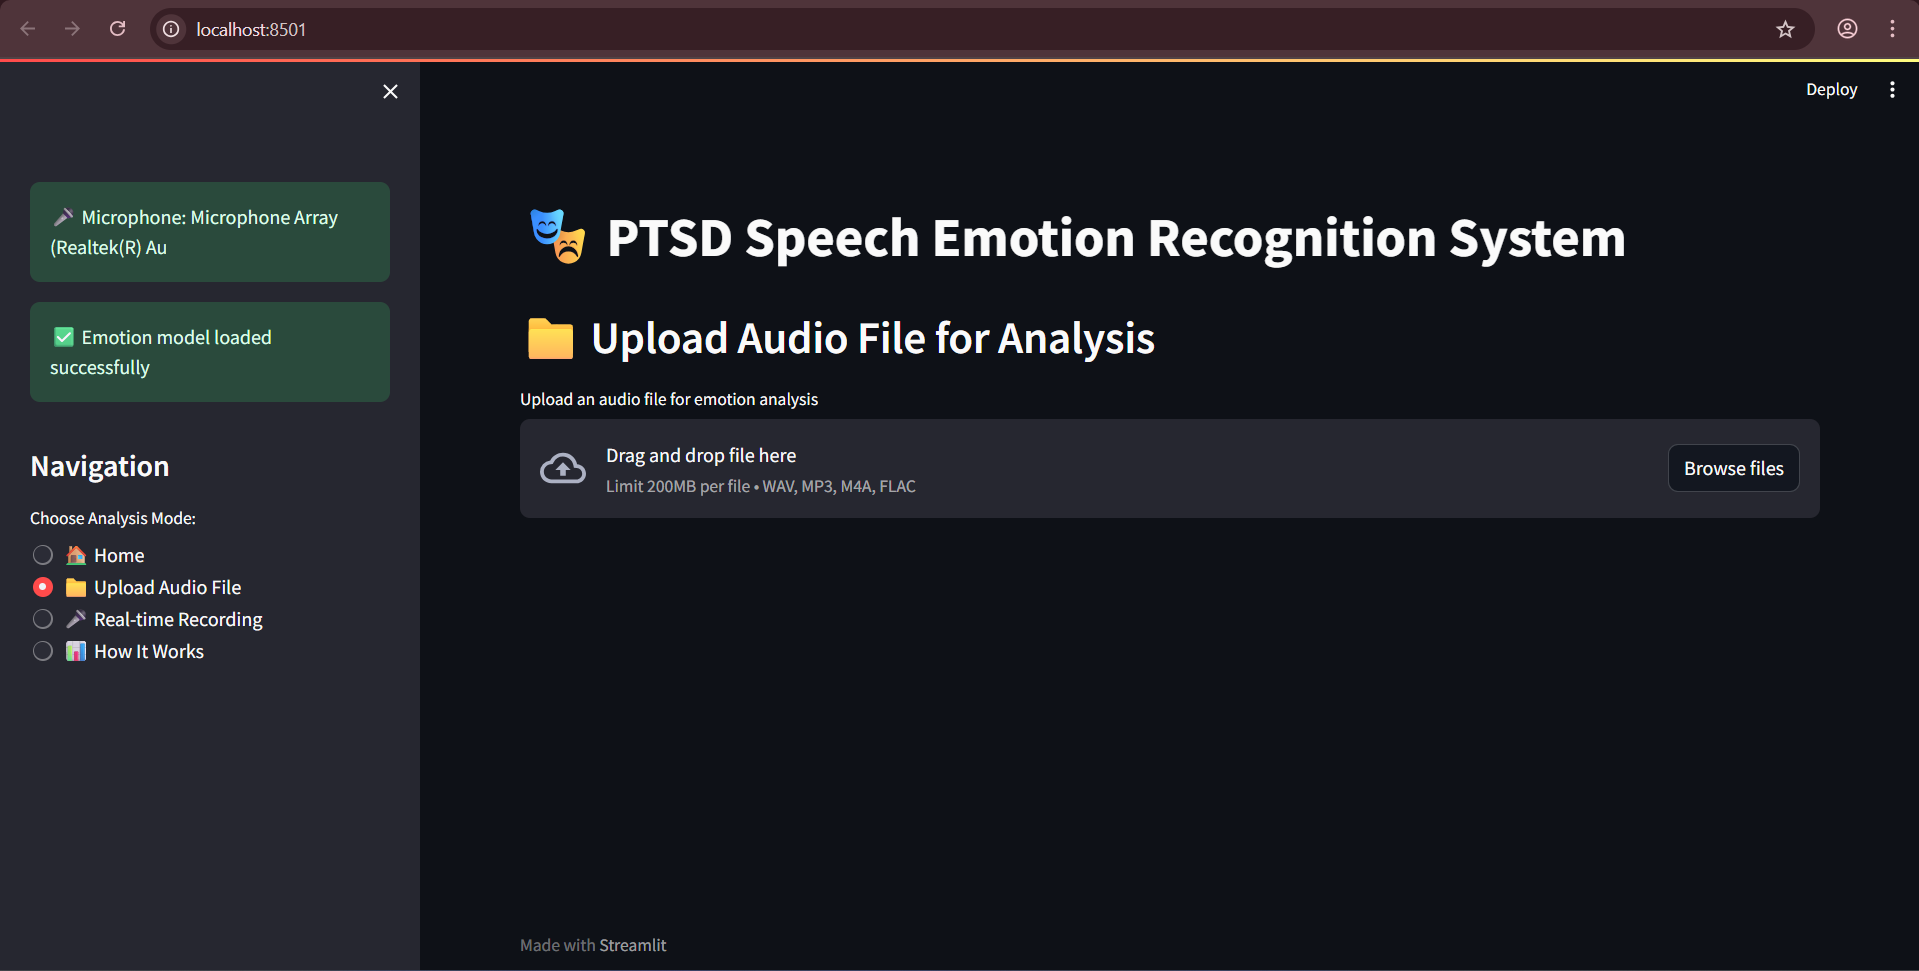 localhost:8501
Deploy
Microphone: Microphone Array
(Realtek(R) Au
Emotion model loaded
successfully
Navigation
Choose Analysis Mode:
Home
Upload Audio File
Real-time Recording
How It Works
PTSD Speech Emotion Recognition System
Upload Audio File for Analysis
Upload an audio file for emotion analysis
Drag and drop file here
Limit 200MB per file • WAV, MP3, M4A, FLAC
Browse files
Made with Streamlit